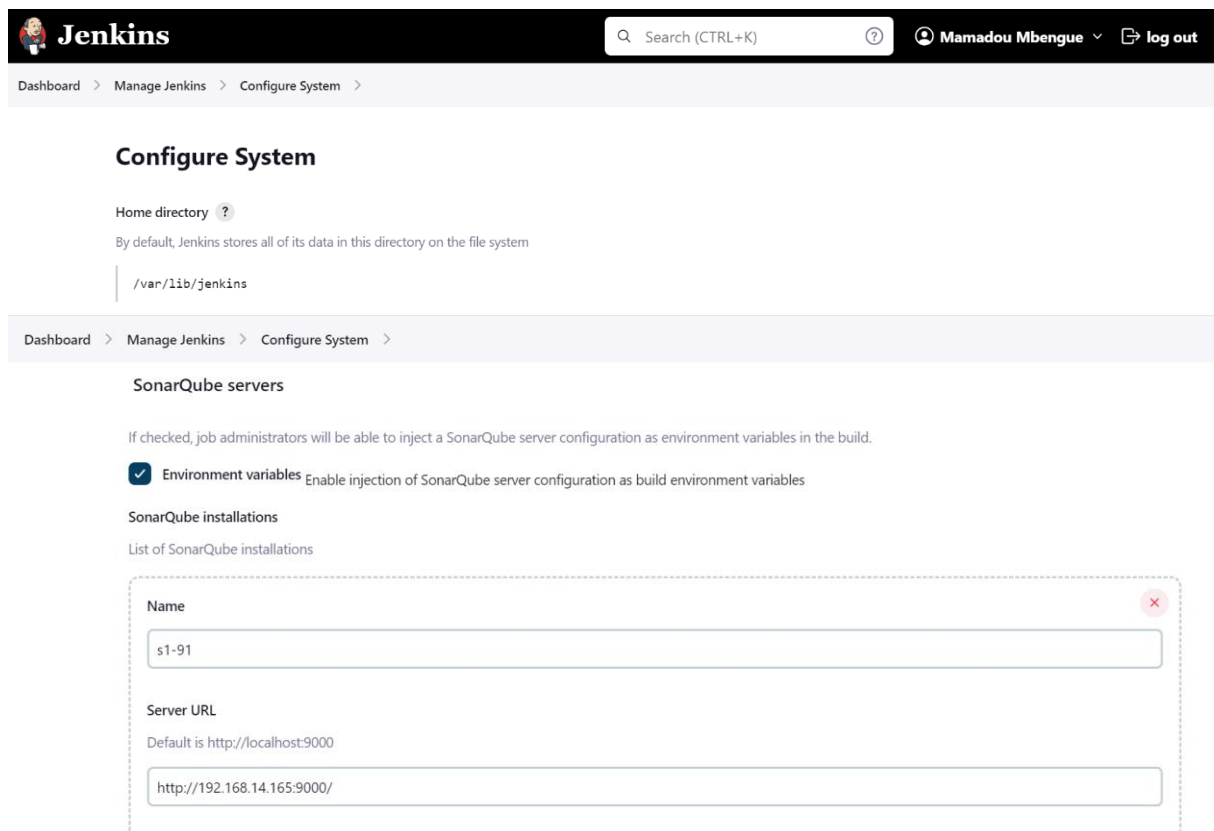 Jenkins Search (CTRL+K) ? Mamadou Mbengue log out
Dashboard > Manage Jenkins > Configure System >
Configure System
Home directory ?
By default, Jenkins stores all of its data in this directory on the file system
/var/lib/jenkins
Dashboard > Manage Jenkins > Configure System >
SonarQube servers
If checked, job administrators will be able to inject a SonarQube server configuration as environment variables in the build.
Environment variables Enable injection of SonarQube server configuration as build environment variables
SonarQube installations
List of SonarQube installations
Name
s1-91
Server URL
Default is http://localhost:9000
http://192.168.14.165:9000/